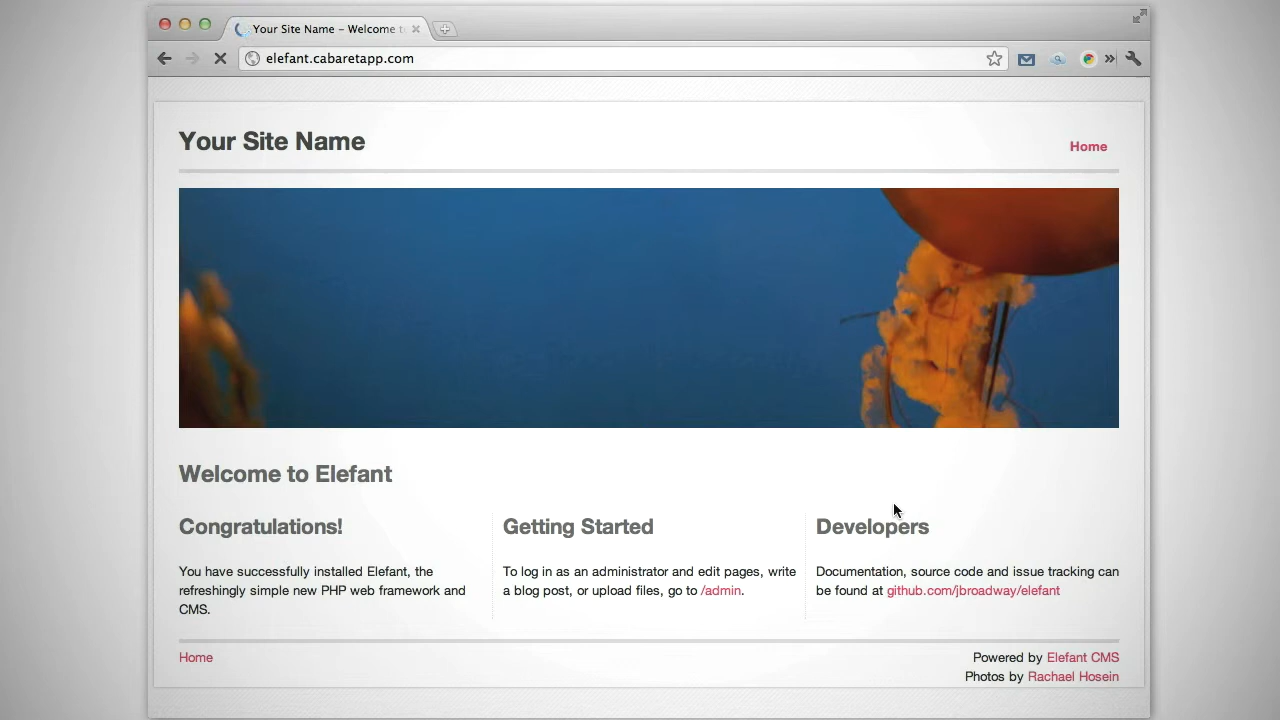 Your Site Name – Welcome t
elefant.cabaretapp.com
Your Site Name
Home
Welcome to Elefant
Congratulations!
You have successfully installed Elefant, the
refreshingly simple new PHP web framework and
CMS.
Getting Started
To log in as an administrator and edit pages, write
a blog post, or upload files, go to /admin.
Developers
Documentation, source code and issue tracking can
be found at github.com/jbroadway/elefant
Home
Powered by Elefant CMS
Photos by Rachael Hosein